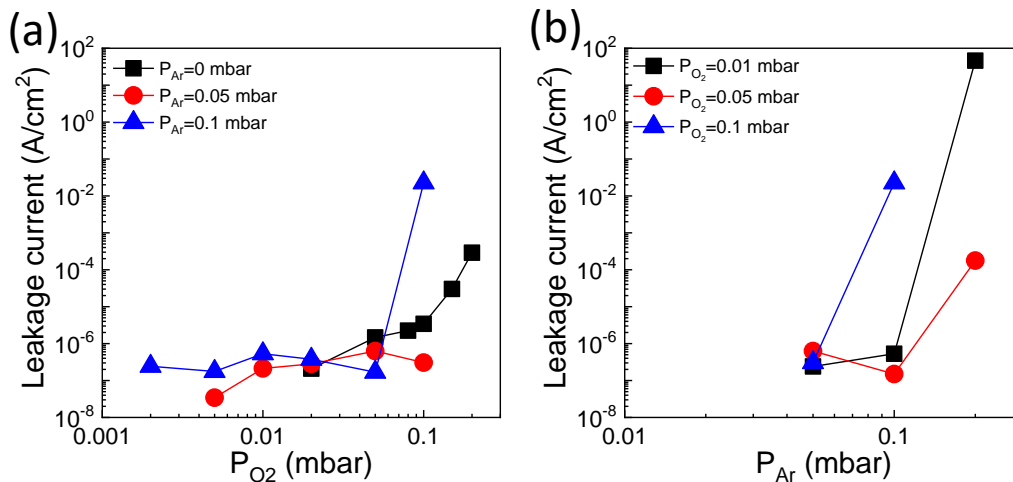 (a)
P_Ar=0 mbar
P_Ar=0.05 mbar
P_Ar=0.1 mbar
10^2
10^0
10^-2
10^-4
10^-6
10^-8
Leakage current (A/cm^2)
0.001
0.01
0.1
P_O2 (mbar)
(b)
P_O_2=0.01 mbar
P_O_2=0.05 mbar
P_O_2=0.1 mbar
10^2
10^0
10^-2
10^-4
10^-6
10^-8
Leakage current (A/cm^2)
0.01
0.1
P_Ar (mbar)